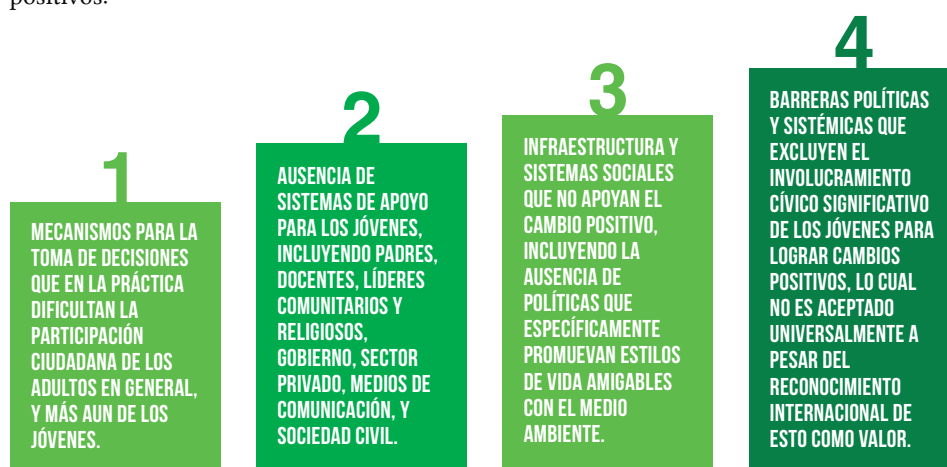 positivos.
1
MECANISMOS PARA LA
TOMA DE DECISIONES
QUE EN LA PRÁCTICA
DIFICULTAN LA
PARTICIPACIÓN
CIUDADANA DE LOS
ADULTOS EN GENERAL,
Y MÁS AUN DE LOS
JÓVENES.
2
AUSENCIA DE
SISTEMAS DE APOYO
PARA LOS JÓVENES,
INCLUYENDO PADRES,
DOCENTES, LÍDERES
COMUNITARIOS Y
RELIGIOSOS,
GOBIERNO, SECTOR
PRIVADO, MEDIOS DE
COMUNICACIÓN, Y
SOCIEDAD CIVIL.
3
INFRAESTRUCTURA Y
SISTEMAS SOCIALES
QUE NO APOYAN EL
CAMBIO POSITIVO,
INCLUYENDO LA
AUSENCIA DE
POLÍTICAS QUE
ESPECÍFICAMENTE
PROMUEVAN ESTILOS
DE VIDA AMIGABLES
CON EL MEDIO
AMBIENTE.
4
BARRERAS POLÍTICAS
Y SISTÉMICAS QUE
EXCLUYEN EL
INVOLUCRAMIENTO
CÍVICO SIGNIFICATIVO
DE LOS JÓVENES PARA
LOGRAR CAMBIOS
POSITIVOS, LO CUAL
NO ES ACEPTADO
UNIVERSALMENTE A
PESAR DEL
RECONOCIMIENTO
INTERNACIONAL DE
ESTO COMO VALOR.